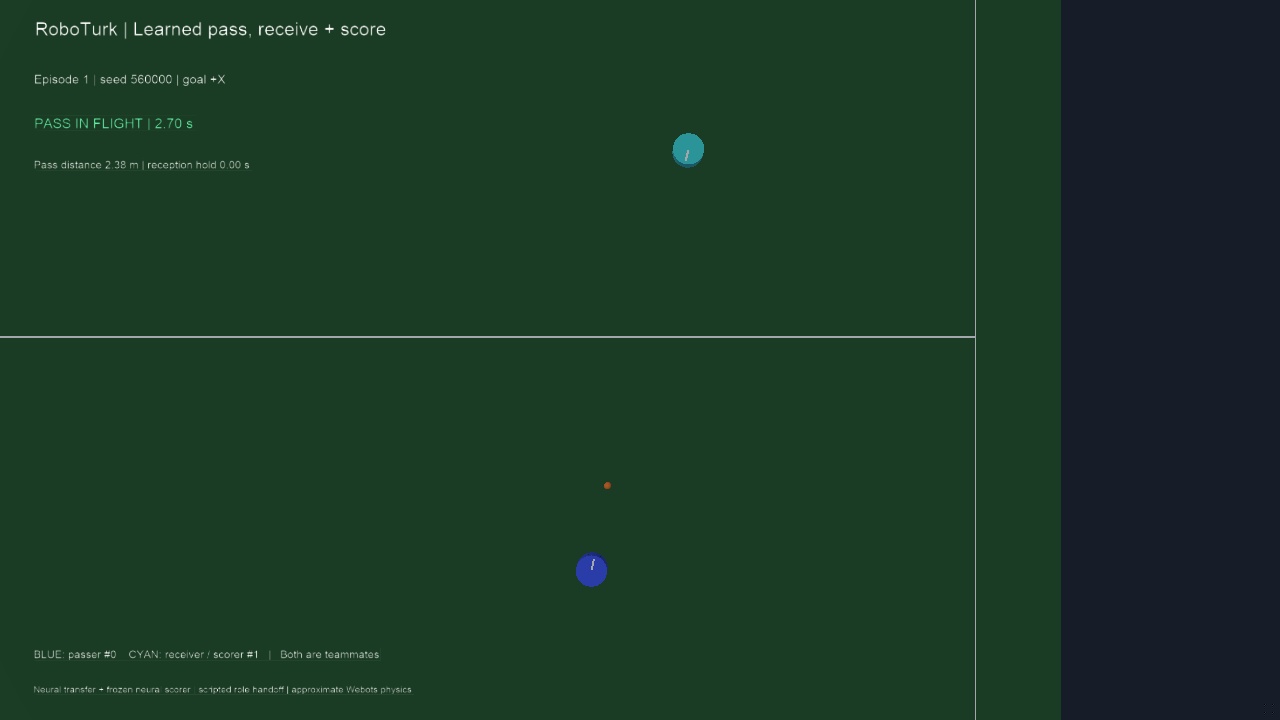 RoboTurk | Learned pass, receive + score
Episode 1 | seed 560000 | goal +X
PASS IN FLIGHT | 2.70 s
Pass distance 2.38 m | reception hold 0.00 s
BLUE: passer #0 CYAN: receiver / scorer #1 | Both are teammates
Neural transfer + frozen neural scorer | scripted role handoff | approximate Webots physics